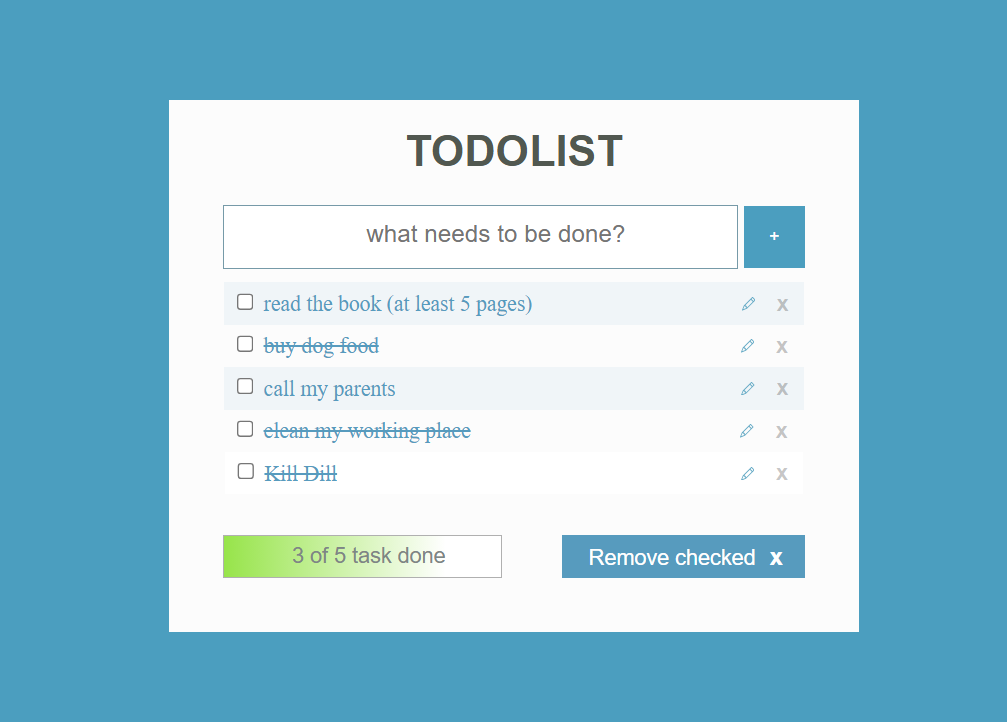 TODOLIST
what needs to be done?
+
read the book (at least 5 pages)
x
buy dog food
x
call my parents
x
clean my working place
x
Kill Dill
x
3 of 5 task done
Remove checked x